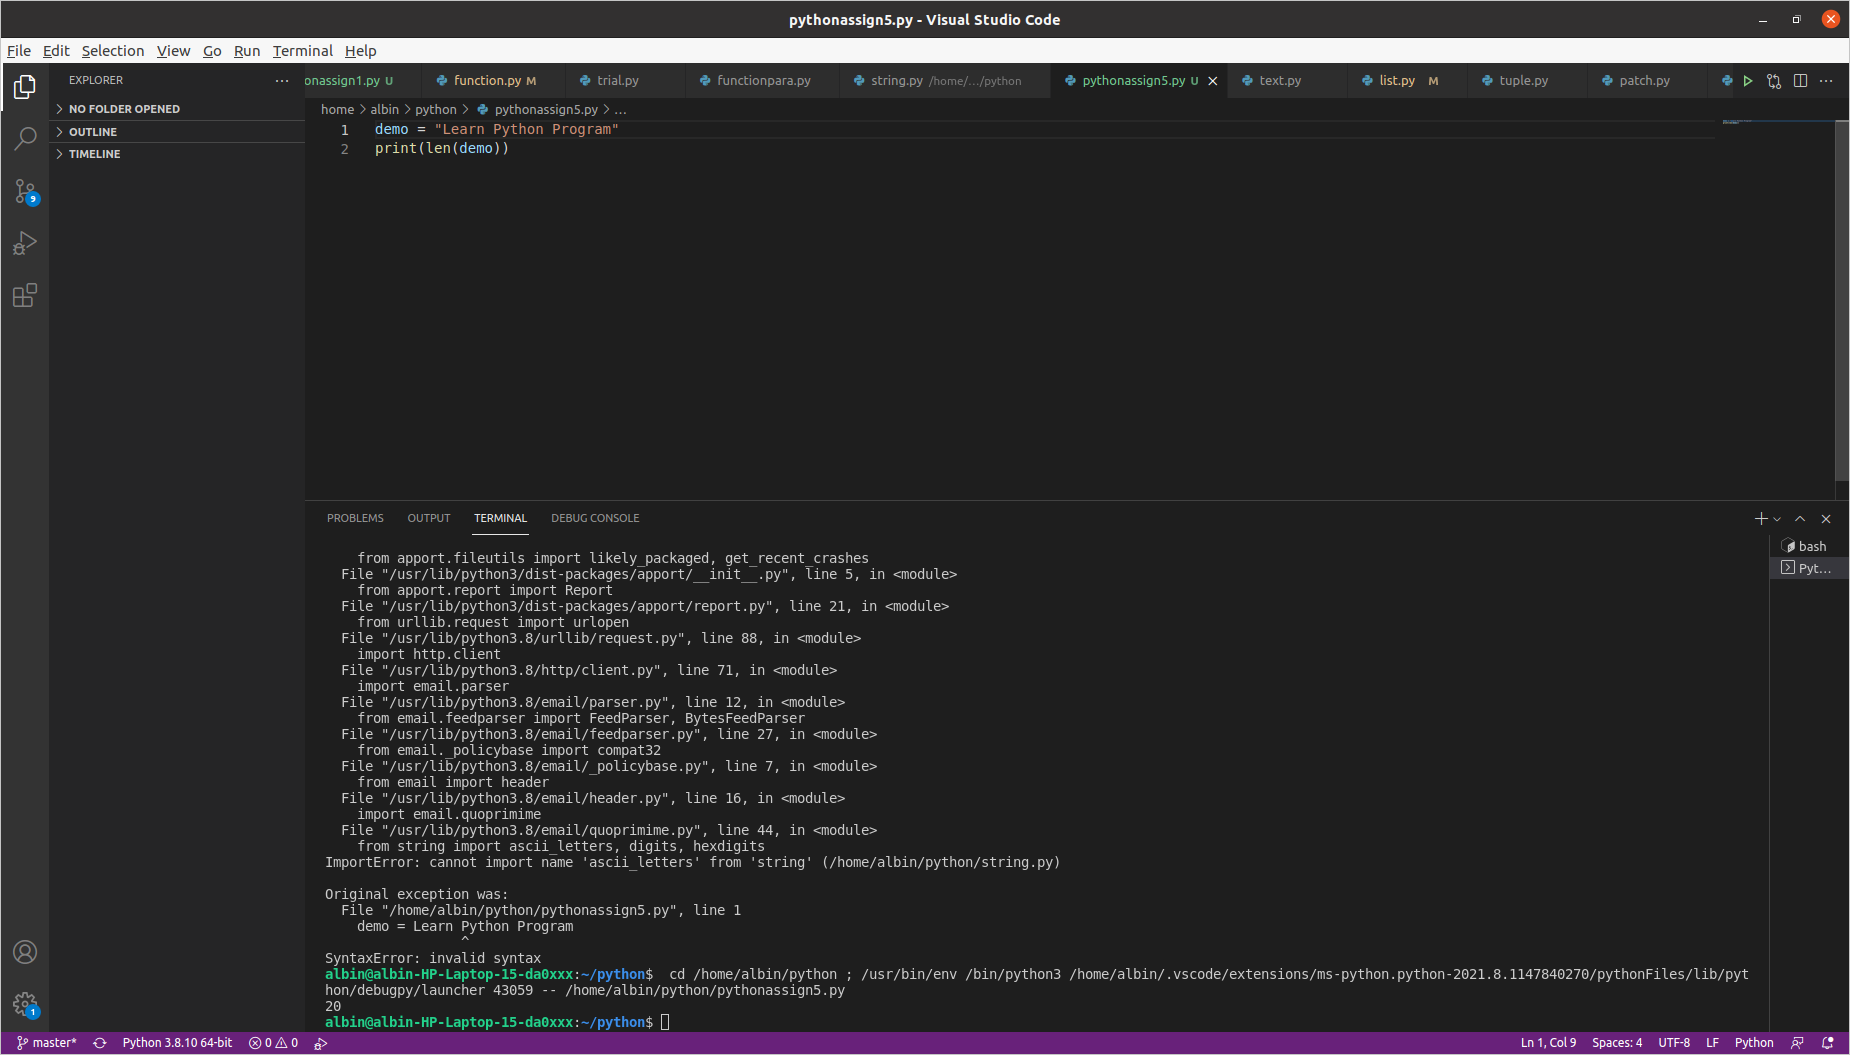 pythonassign5.py - Visual Studio Code
File Edit Selection View Go Run Terminal Help
EXPLORER
NO FOLDER OPENED
OUTLINE
TIMELINE
onassign1.py U function.py M trial.py functionpara.py string.py /home/.../python pythonassign5.py U text.py list.py M tuple.py patch.py
home > albin > python > pythonassign5.py > ...
1 demo = "Learn Python Program"
2 print(len(demo))
9
PROBLEMS OUTPUT TERMINAL DEBUG CONSOLE
bash
Pyt...
from apport.fileutils import likely_packaged, get_recent_crashes
File "/usr/lib/python3/dist-packages/apport/__init__.py", line 5, in <module>
from apport.report import Report
File "/usr/lib/python3/dist-packages/apport/report.py", line 21, in <module>
from urllib.request import urlopen
File "/usr/lib/python3.8/urllib/request.py", line 88, in <module>
import http.client
File "/usr/lib/python3.8/http/client.py", line 71, in <module>
import email.parser
File "/usr/lib/python3.8/email/parser.py", line 12, in <module>
from email.feedparser import FeedParser, BytesFeedParser
File "/usr/lib/python3.8/email/feedparser.py", line 27, in <module>
from email._policybase import compat32
File "/usr/lib/python3.8/email/_policybase.py", line 7, in <module>
from email import header
File "/usr/lib/python3.8/email/header.py", line 16, in <module>
import email.quoprimime
File "/usr/lib/python3.8/email/quoprimime.py", line 44, in <module>
from string import ascii_letters, digits, hexdigits
ImportError: cannot import name 'ascii_letters' from 'string' (/home/albin/python/string.py)
Original exception was:
File "/home/albin/python/pythonassign5.py", line 1
demo = Learn Python Program
^
SyntaxError: invalid syntax
albin@albin-HP-Laptop-15-da0xxx:~/python$ cd /home/albin/python ; /usr/bin/env /bin/python3 /home/albin/.vscode/extensions/ms-python.python-2021.8.1147840270/pythonFiles/lib/pyt
hon/debugpy/launcher 43059 -- /home/albin/python/pythonassign5.py
20
albin@albin-HP-Laptop-15-da0xxx:~/python$
1
master* Python 3.8.10 64-bit 0 0 Ln 1, Col 9 Spaces: 4 UTF-8 LF Python